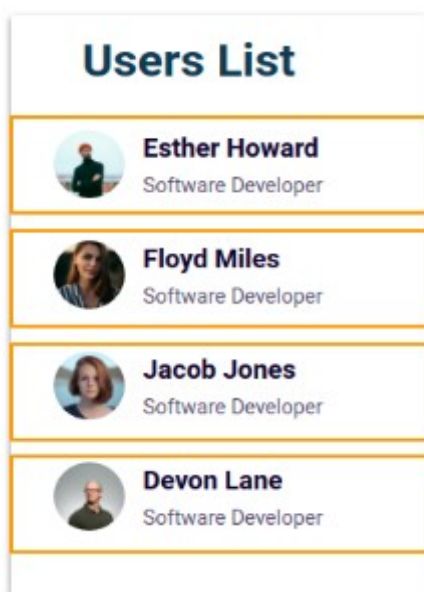 Users List
Esther Howard
Software Developer
Floyd Miles
Software Developer
Jacob Jones
Software Developer
Devon Lane
Software Developer